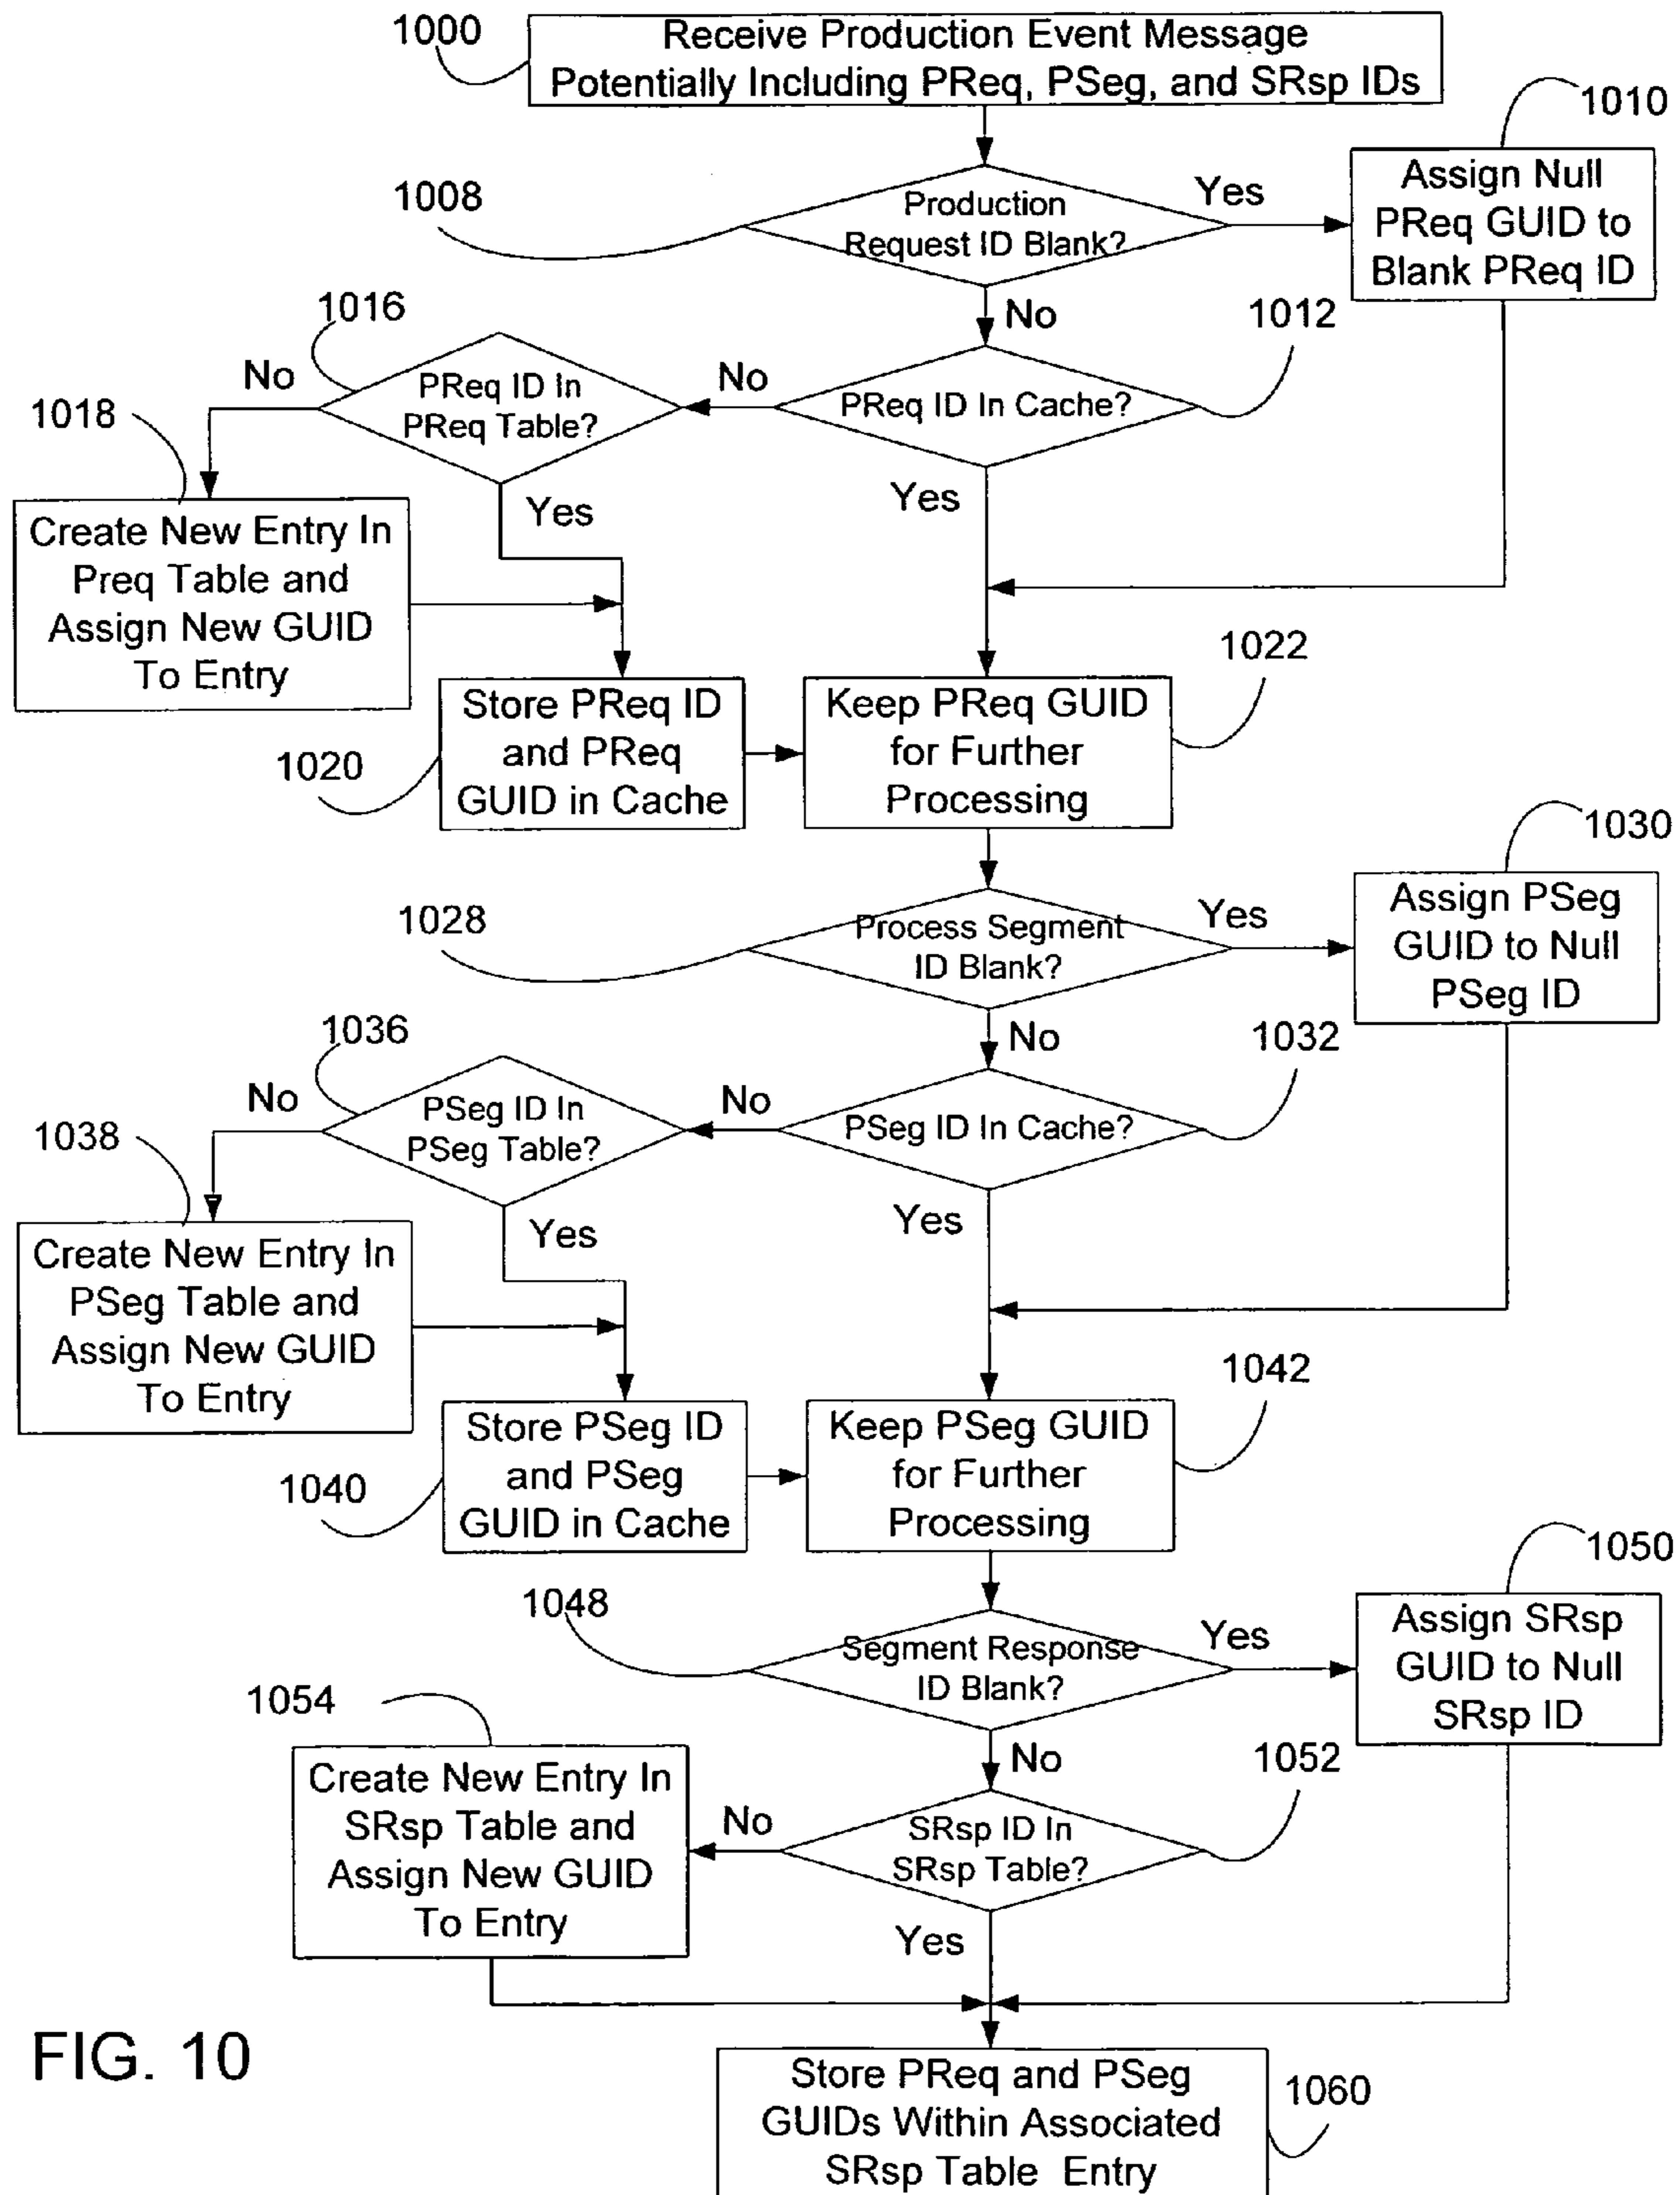 1000
Receive Production Event Message
Potentially Including PReq, PSeg, and SRsp IDs
1010
1008
Production
Request ID Blank?
Yes
Assign Null
PReq GUID to
Blank PReq ID
No
1016
1012
PReq ID In
PReq Table?
No
No
PReq ID In Cache?
1018
Yes
Yes
Create New Entry In
Preq Table and
Assign New GUID
To Entry
1022
Store PReq ID
and PReq
GUID in Cache
1020
Keep PReq GUID
for Further
Processing
1030
1028
Process Segment
ID Blank?
Yes
Assign PSeg
GUID to Null
PSeg ID
No
1036
1032
PSeg ID In
PSeg Table?
No
No
PSeg ID In Cache?
1038
Yes
Yes
Create New Entry In
PSeg Table and
Assign New GUID
To Entry
1042
Store PSeg ID
and PSeg
GUID in Cache
1040
Keep PSeg GUID
for Further
Processing
1050
1048
Segment Response
ID Blank?
Yes
Assign SRsp
GUID to Null
SRsp ID
No
1054
1052
Create New Entry In
SRsp Table and
Assign New GUID
To Entry
No
SRsp ID In
SRsp Table?
Yes
FIG. 10
Store PReq and PSeg
GUIDs Within Associated
SRsp Table Entry
1060